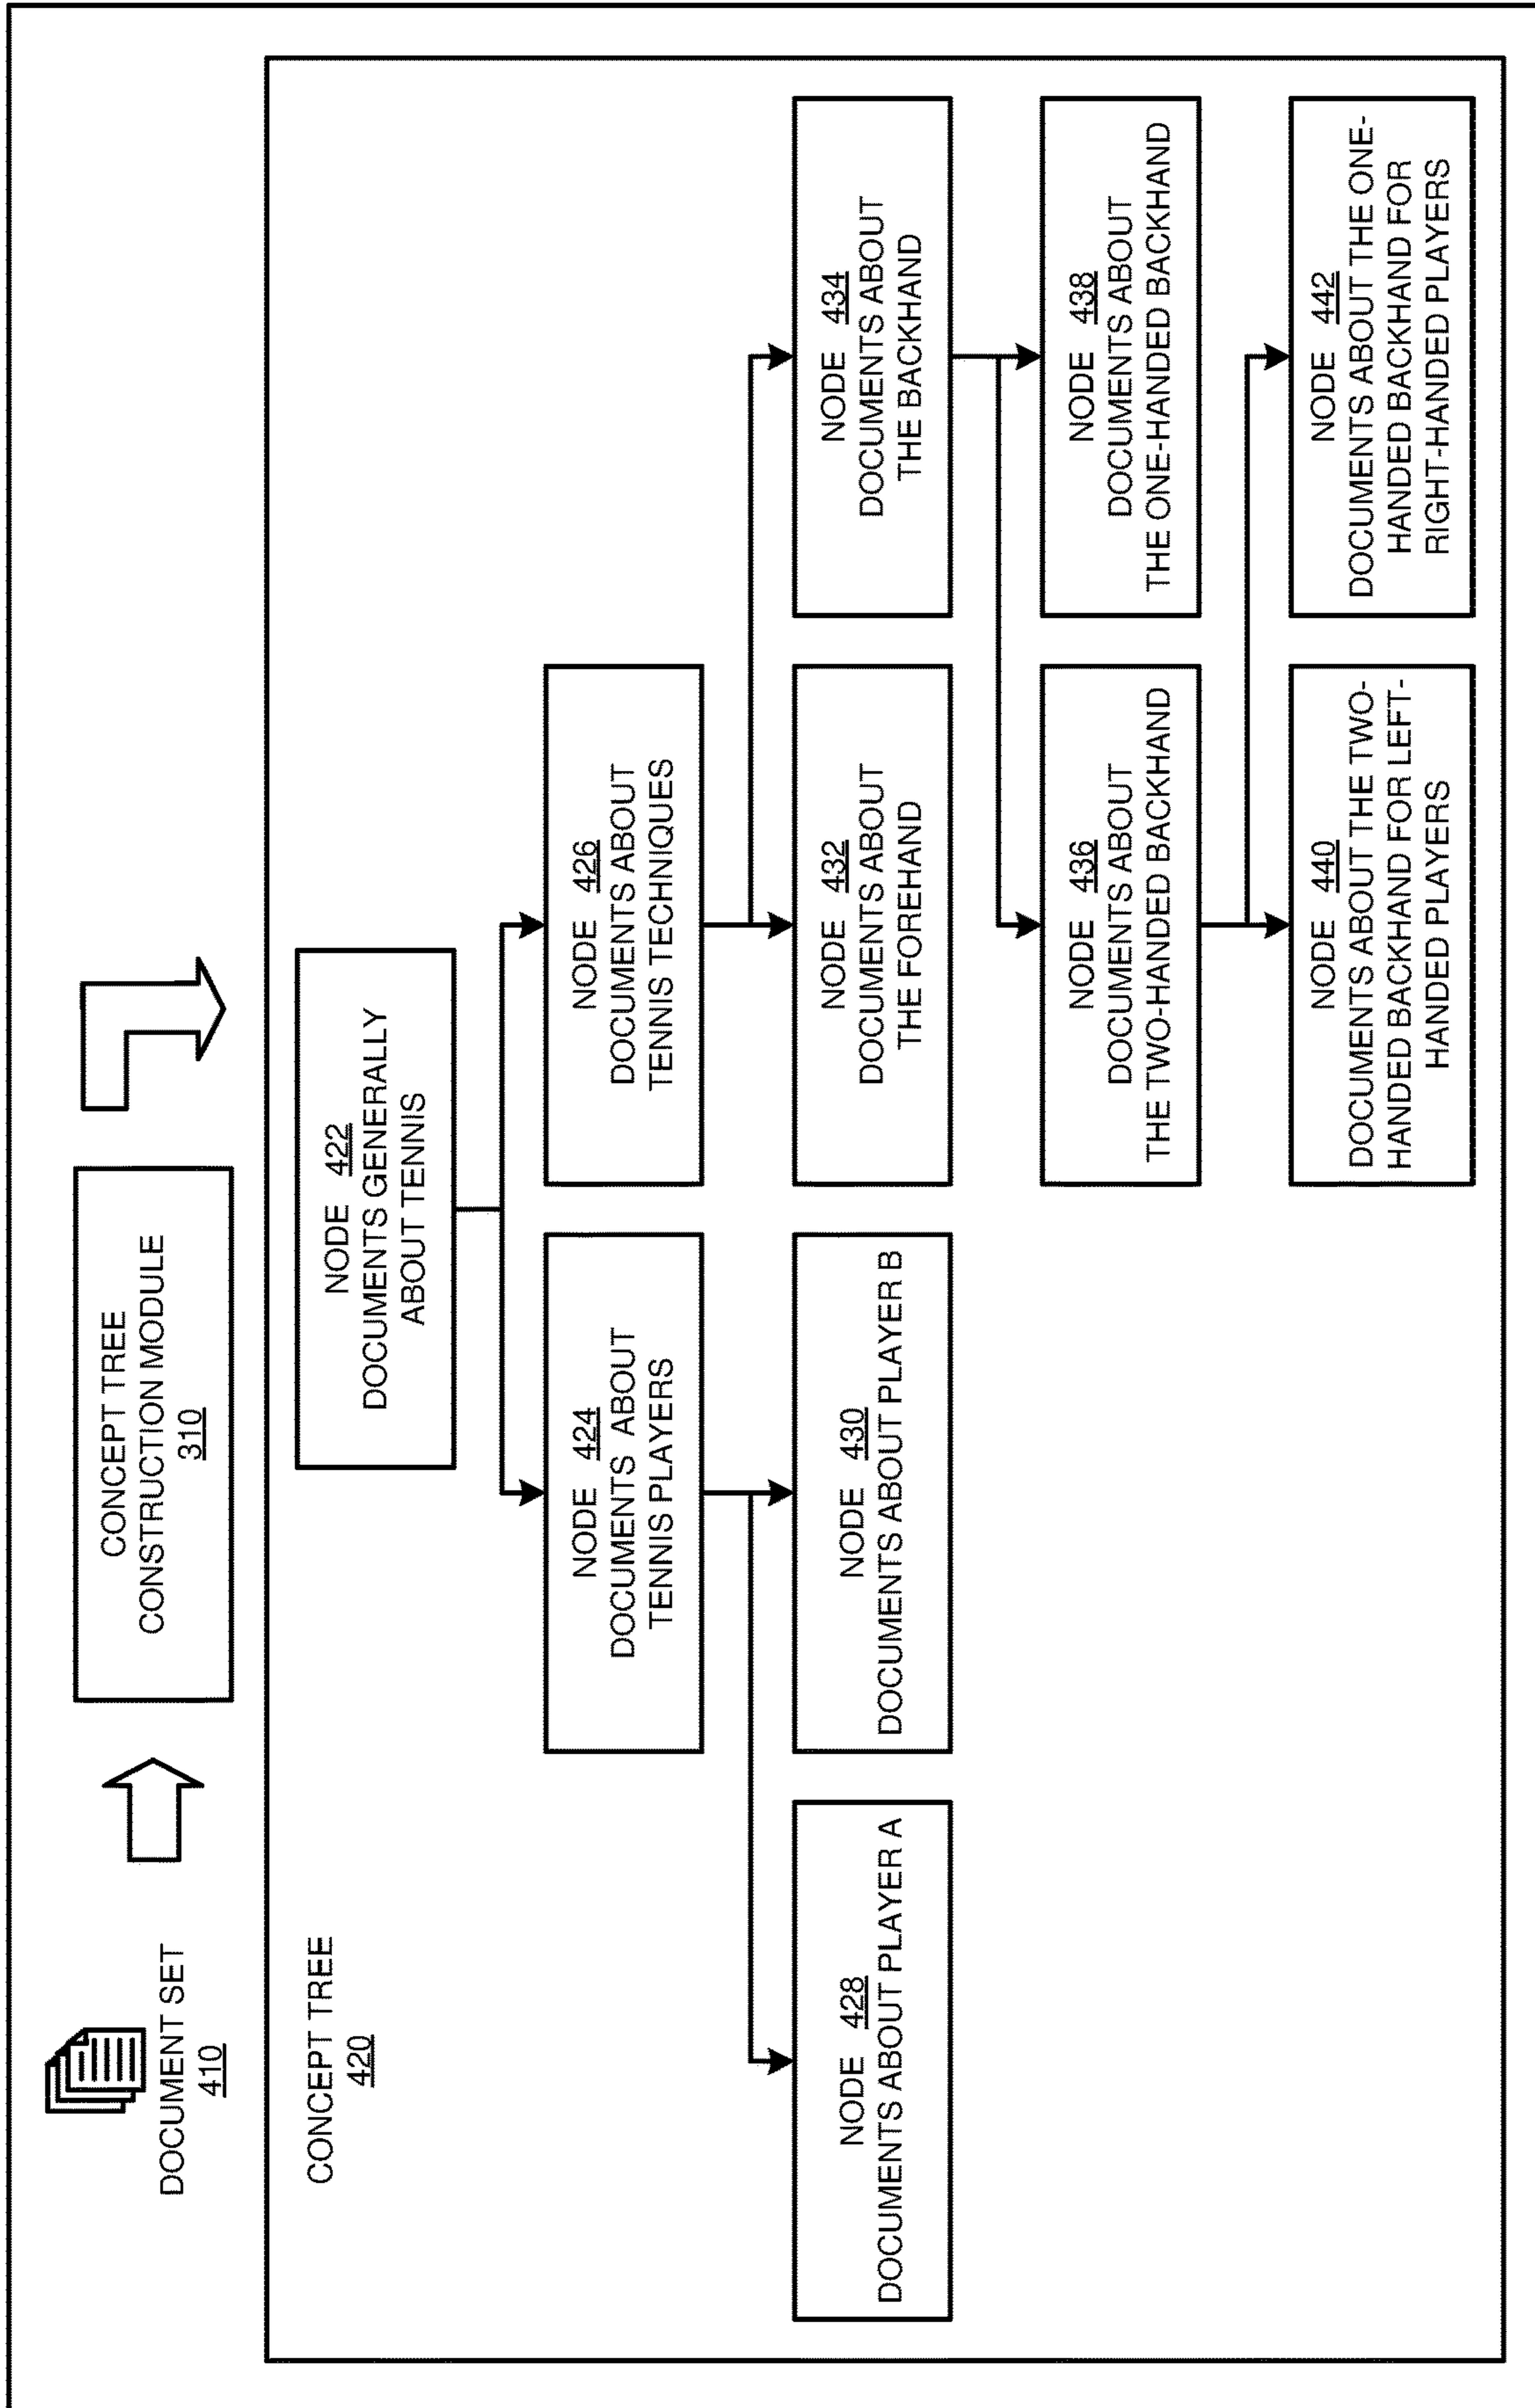 DOCUMENT SET
410
CONCEPT TREE
CONSTRUCTION MODULE
310
CONCEPT TREE
420
NODE 422
DOCUMENTS GENERALLY
ABOUT TENNIS
NODE 424
DOCUMENTS ABOUT
TENNIS PLAYERS
NODE 426
DOCUMENTS ABOUT
TENNIS TECHNIQUES
NODE 428
DOCUMENTS ABOUT PLAYER A
NODE 430
DOCUMENTS ABOUT PLAYER B
NODE 432
DOCUMENTS ABOUT
THE FOREHAND
NODE 434
DOCUMENTS ABOUT
THE BACKHAND
NODE 436
DOCUMENTS ABOUT
THE TWO-HANDED BACKHAND
NODE 438
DOCUMENTS ABOUT
THE ONE-HANDED BACKHAND
NODE 440
DOCUMENTS ABOUT THE TWO-
HANDED BACKHAND FOR LEFT-
HANDED PLAYERS
NODE 442
DOCUMENTS ABOUT THE ONE-
HANDED BACKHAND FOR
RIGHT-HANDED PLAYERS